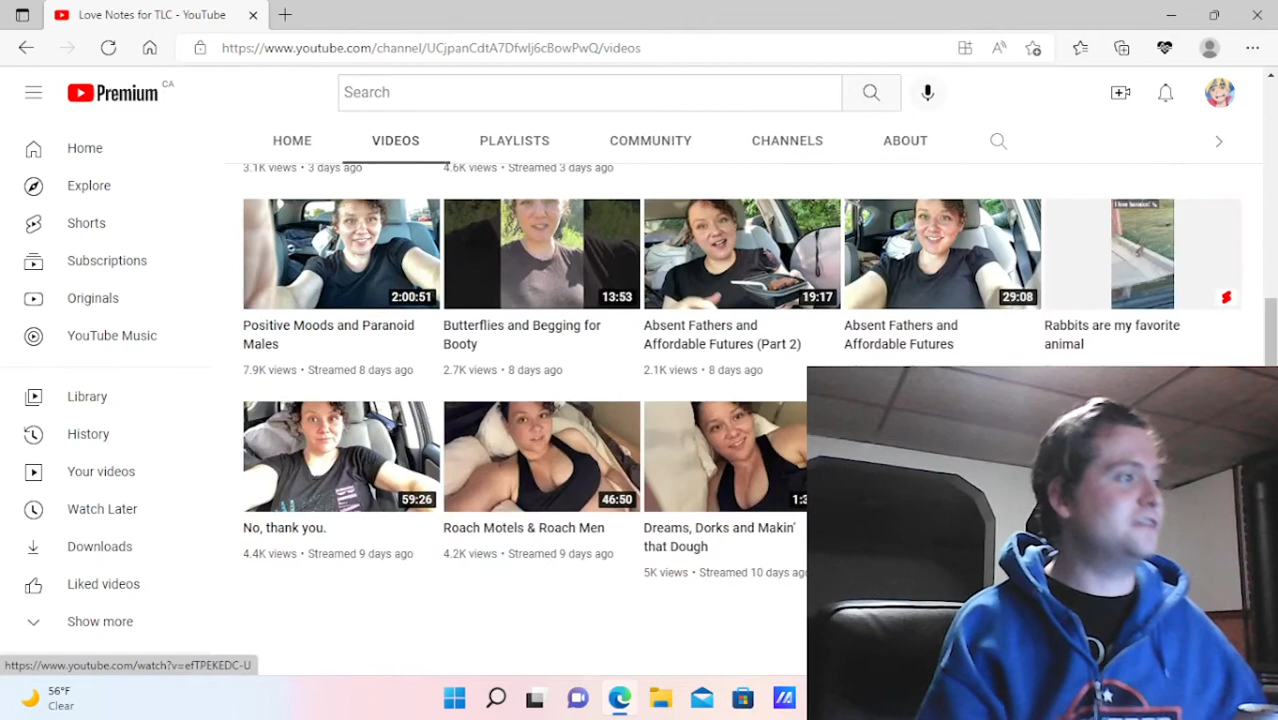 Love Notes for TLC - YouTube
https://www.youtube.com/channel/UCjpanCdtA7Dfwlj6cBowPwQ/videos
Premium CA
Search
HOME VIDEOS PLAYLISTS COMMUNITY CHANNELS ABOUT
Home
Explore
Shorts
Subscriptions
Originals
YouTube Music
Library
History
Your videos
Watch Later
Downloads
Liked videos
Show more
3.1K views • 3 days ago
4.6K views • Streamed 3 days ago
2:00:51
Positive Moods and Paranoid
Males
7.9K views • Streamed 8 days ago
13:53
Butterflies and Begging for
Booty
2.7K views • 8 days ago
19:17
Absent Fathers and
Affordable Futures (Part 2)
2.1K views • 8 days ago
29:08
Absent Fathers and
Affordable Futures
Rabbits are my favorite
animal
59:26
No, thank you.
4.4K views • Streamed 9 days ago
46:50
Roach Motels & Roach Men
4.2K views • Streamed 9 days ago
1:3
Dreams, Dorks and Makin'
that Dough
5K views • Streamed 10 days ago
https://www.youtube.com/watch?v=efTPEKEDC-U
56°F
Clear